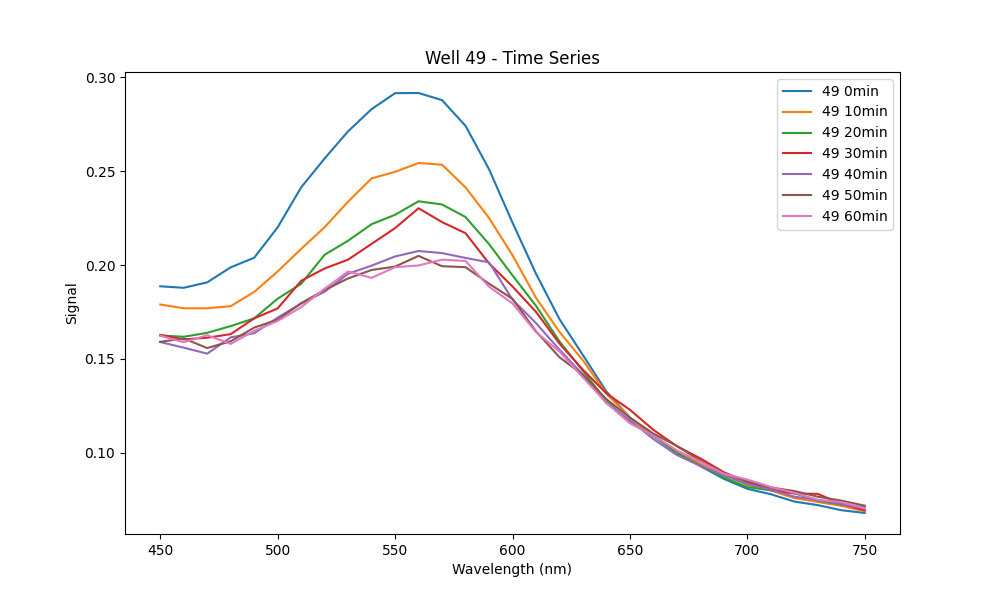 Well 49 - Time Series
0.30
0.25
0.20
0.15
0.10
Signal
450
500
550
600
650
700
750
Wavelength (nm)
49 0min
49 10min
49 20min
49 30min
49 40min
49 50min
49 60min